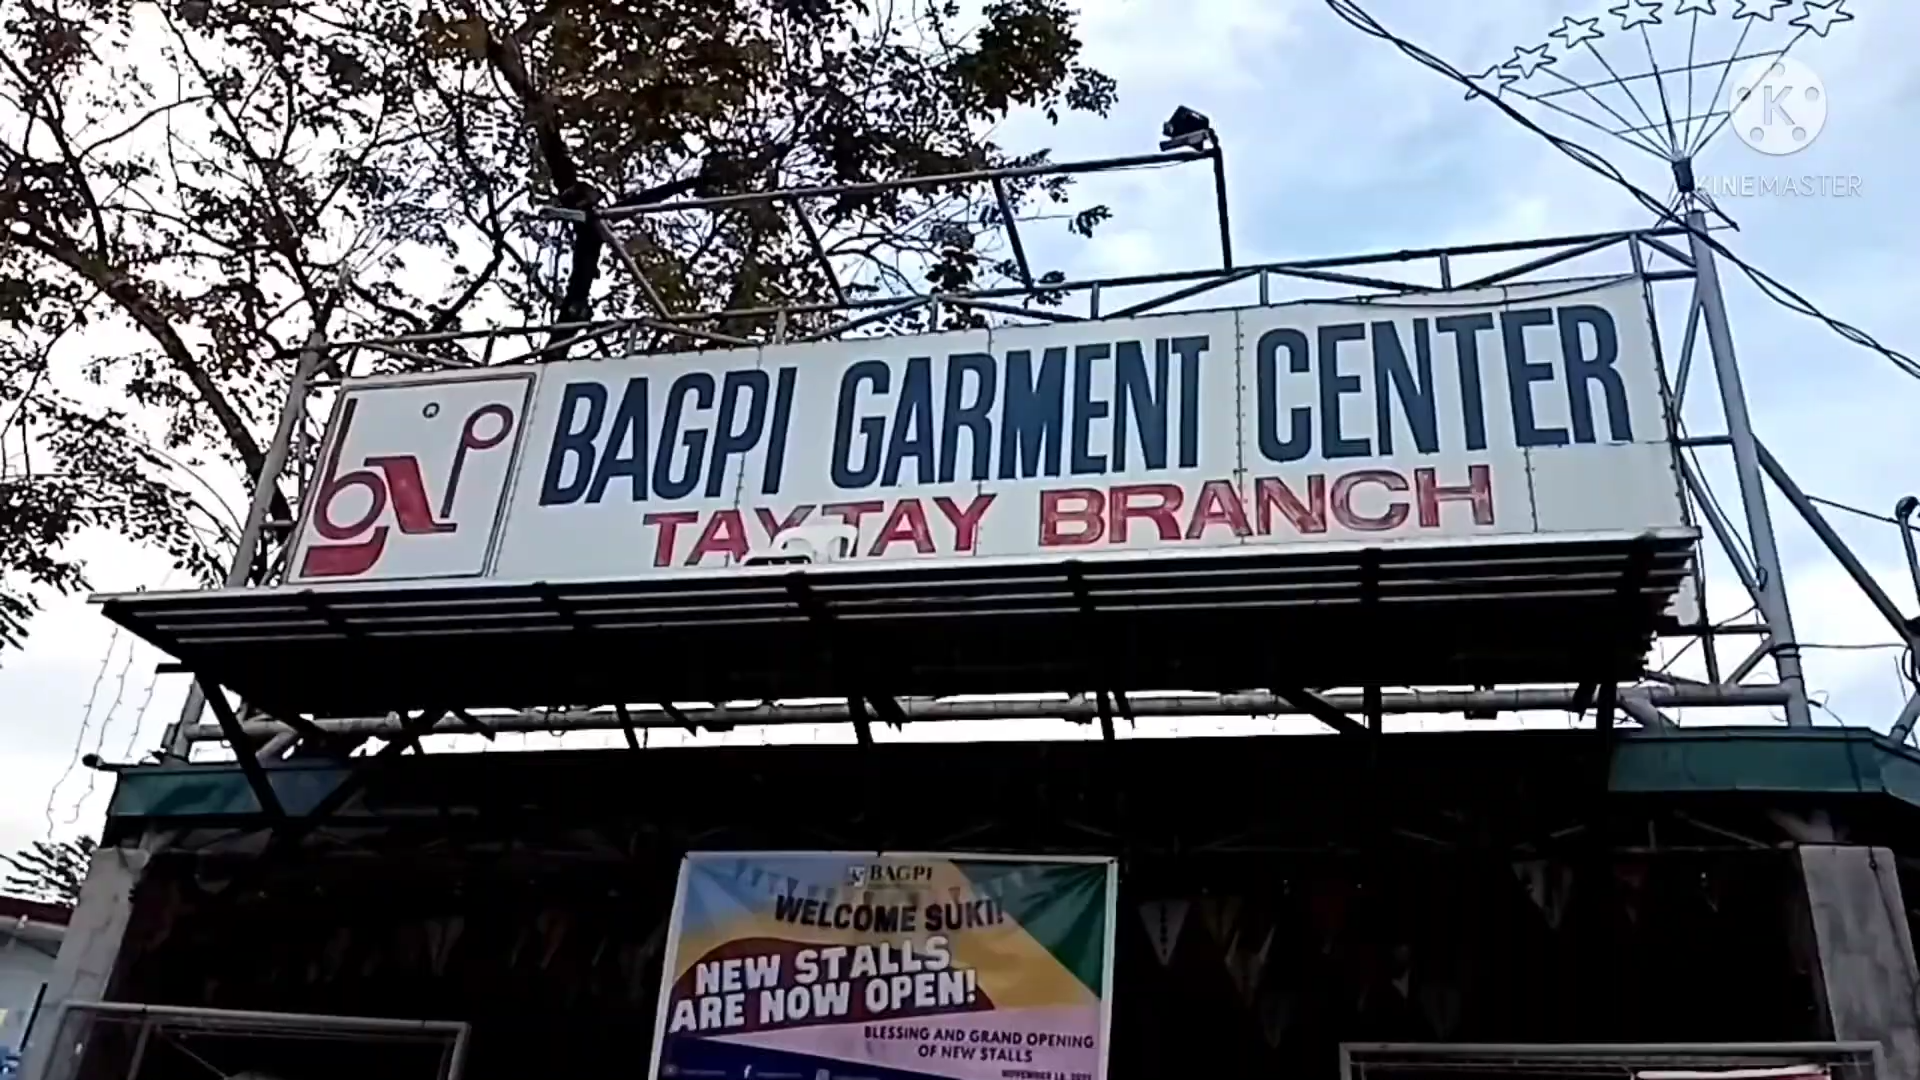 K
KINEMASTER
BAGPI GARMENT CENTER
TAYTAY BRANCH
BAGPI
WELCOME SUKI!
NEW STALLS
ARE NOW OPEN!
BLESSING AND GRAND OPENING
OF NEW STALLS